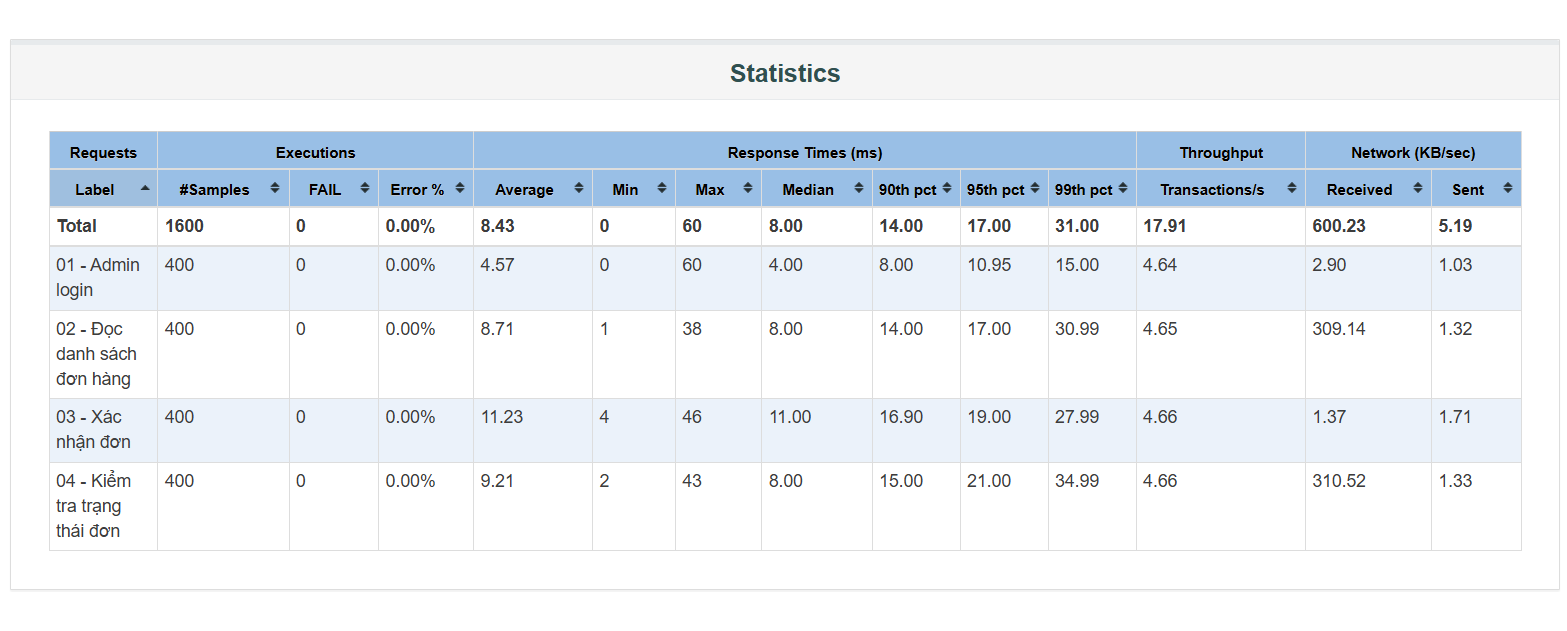 Statistics
Requests Executions Response Times (ms) Throughput Network (KB/sec)
Label #Samples FAIL Error % Average Min Max Median 90th pct 95th pct 99th pct Transactions/s Received Sent
Total 1600 0 0.00% 8.43 0 60 8.00 14.00 17.00 31.00 17.91 600.23 5.19
01 - Admin 400 0 0.00% 4.57 0 60 4.00 8.00 10.95 15.00 4.64 2.90 1.03
login
02 - Đọc 400 0 0.00% 8.71 1 38 8.00 14.00 17.00 30.99 4.65 309.14 1.32
danh sách
đơn hàng
03 - Xác 400 0 0.00% 11.23 4 46 11.00 16.90 19.00 27.99 4.66 1.37 1.71
nhận đơn
04 - Kiểm 400 0 0.00% 9.21 2 43 8.00 15.00 21.00 34.99 4.66 310.52 1.33
tra trạng
thái đơn